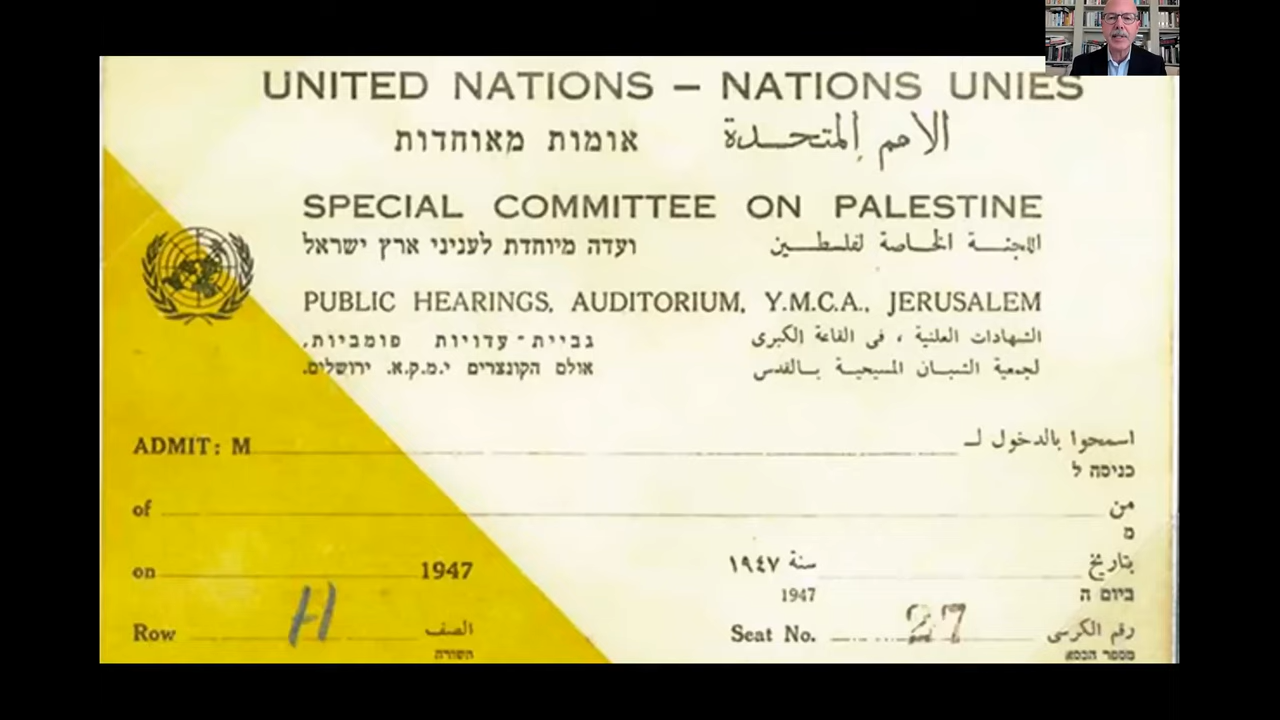 UNITED NATIONS – NATIONS UNIES
אומות מאוחדות الامم المتحدة
SPECIAL COMMITTEE ON PALESTINE
ועדה מיוחדת לעניני ארץ ישראל اللجنة الخاصة لفلسطين
PUBLIC HEARINGS, AUDITORIUM, Y.M.C.A., JERUSALEM
גביית-עדויות פומביות, الشهادات العلنية ، فى القاعة الكبرى
אולם הקונצרים י.מ.ק.א. ירושלים. لجمعية الشبان المسيحية بالقدس
ADMIT: M اسمحوا بالدخول لـ
כניסה ל
of من
מ
on 1947 سنة ١٩٤٧ بتاريخ
1947 ביום ה
Row H الصف Seat No. 27 رقم الكرسى
השורה מספר הכסא